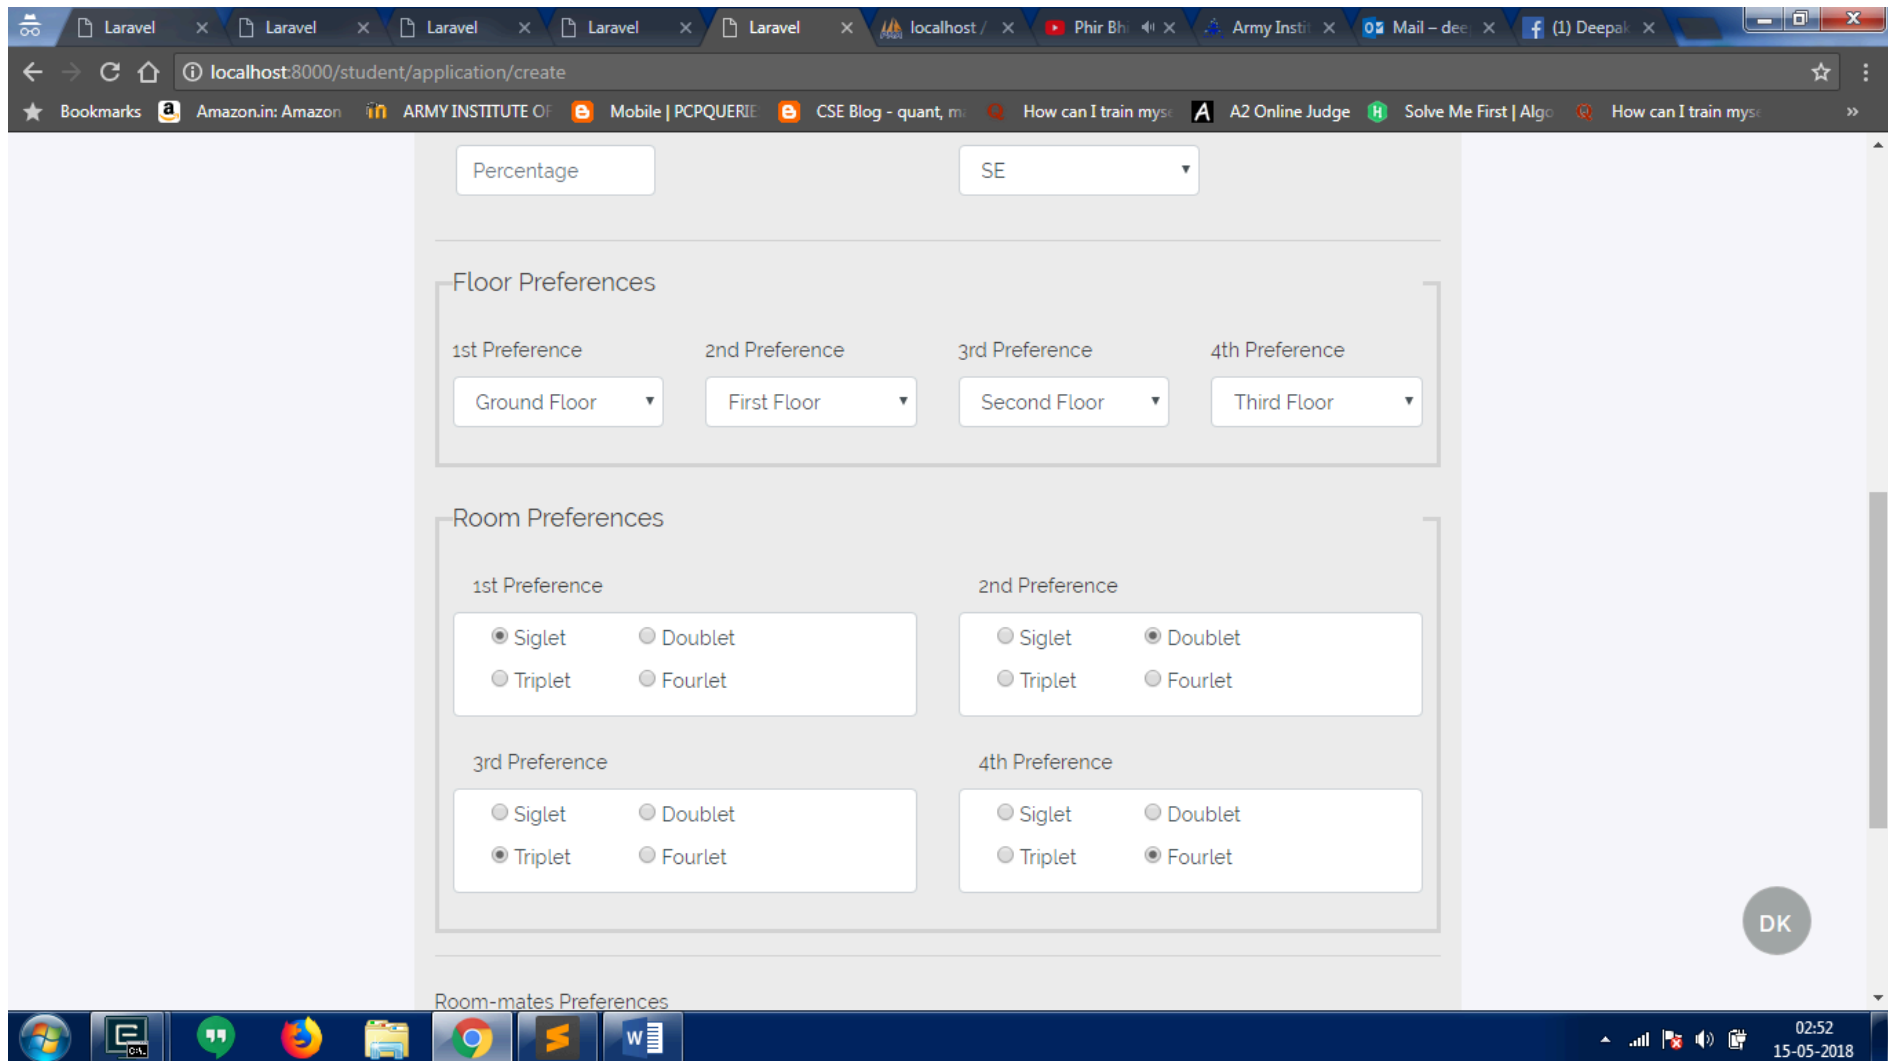 Laravel Laravel Laravel Laravel Laravel localhost / Phir Bhi Army Instit Mail – dee (1) Deepak
localhost:8000/student/application/create
Bookmarks Amazon.in: Amazon ARMY INSTITUTE OF Mobile | PCPQUERIE CSE Blog - quant, ma How can I train myse A2 Online Judge Solve Me First | Algo How can I train myse »
Percentage SE
Floor Preferences
1st Preference 2nd Preference 3rd Preference 4th Preference
Ground Floor First Floor Second Floor Third Floor
Room Preferences
1st Preference 2nd Preference
Siglet Doublet Siglet Doublet
Triplet Fourlet Triplet Fourlet
3rd Preference 4th Preference
Siglet Doublet Siglet Doublet
Triplet Fourlet Triplet Fourlet
DK
Room-mates Preferences
02:52
15-05-2018